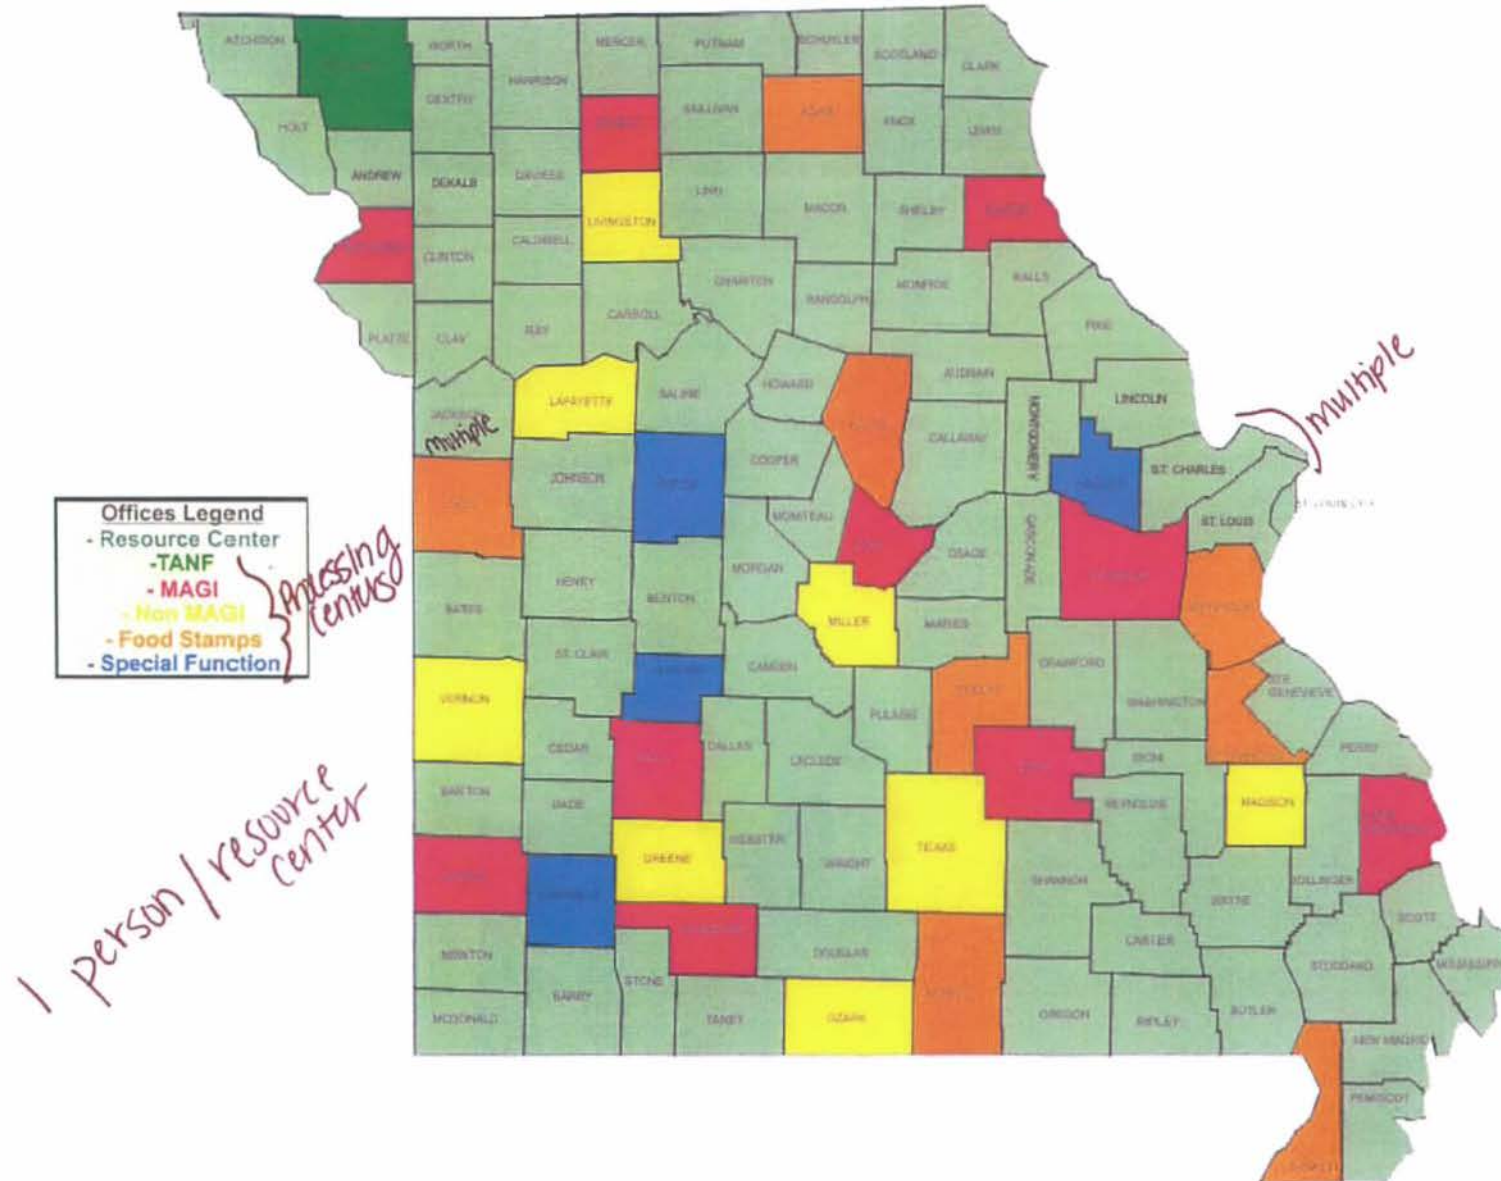 ATCHISON
WORTH
MERCER
PUTNAM
SCHUYLER
SCOTLAND
CLARK
HARRISON
GENTRY
SULLIVAN
ADAIR
KNOX
LEWIS
HOLT
ANDREW
DEKALB
DAVIESS
LINN
MACON
SHELBY
LIVINGSTON
CLINTON
CALDWELL
CHARITON
RANDOLPH
MONROE
RALLS
PIKE
PLATTE
CLAY
RAY
CARROLL
AUDRAIN
HOWARD
SALINE
LAFAYETTE
JACKSON
multiple
multiple
LINCOLN
MONTGOMERY
CALLAWAY
COOPER
JOHNSON
ST. CHARLES
ST. LOUIS
MONITEAU
OSAGE
GASCONADE
MORGAN
HENRY
BENTON
BATES
MILLER
MARIES
ST. CLAIR
CAMDEN
CRAWFORD
WASHINGTON
STE. GENEVIEVE
PERRY
VERNON
PULASKI
CEDAR
DALLAS
LACLEDE
IRON
REYNOLDS
MADISON
BARTON
DADE
GREENE
WEBSTER
WRIGHT
TEXAS
SHANNON
WAYNE
BOLLINGER
SCOTT
CARTER
STODDARD
MISSISSIPPI
NEWTON
BARRY
STONE
DOUGLAS
MCDONALD
TANEY
OZARK
OREGON
RIPLEY
BUTLER
NEW MADRID
PEMISCOT
Offices Legend
- Resource Center
-TANF
- MAGI
- Non MAGI
- Food Stamps
- Special Function
Processing
Centers
1 person/resource
center